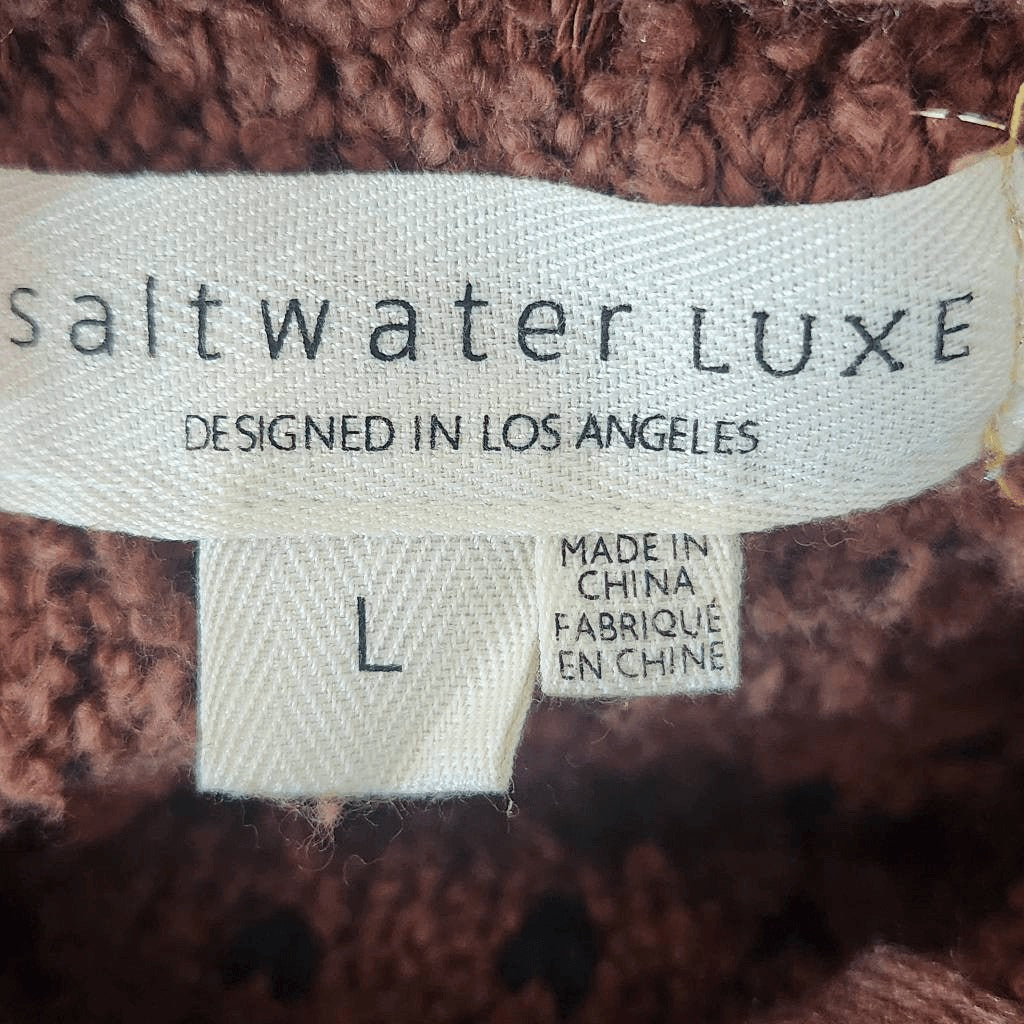 saltwater LUXE
DESIGNED IN LOS ANGELES
L
MADE IN
CHINA
FABRIQUÉ
EN CHINE